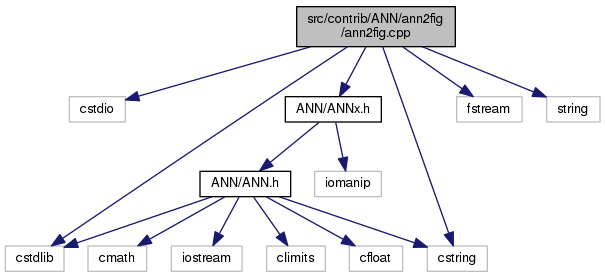 src/contrib/ANN/ann2fig
/ann2fig.cpp
cstdio
ANN/ANNx.h
fstream
string
ANN/ANN.h
iomanip
cstdlib
cmath
iostream
climits
cfloat
cstring